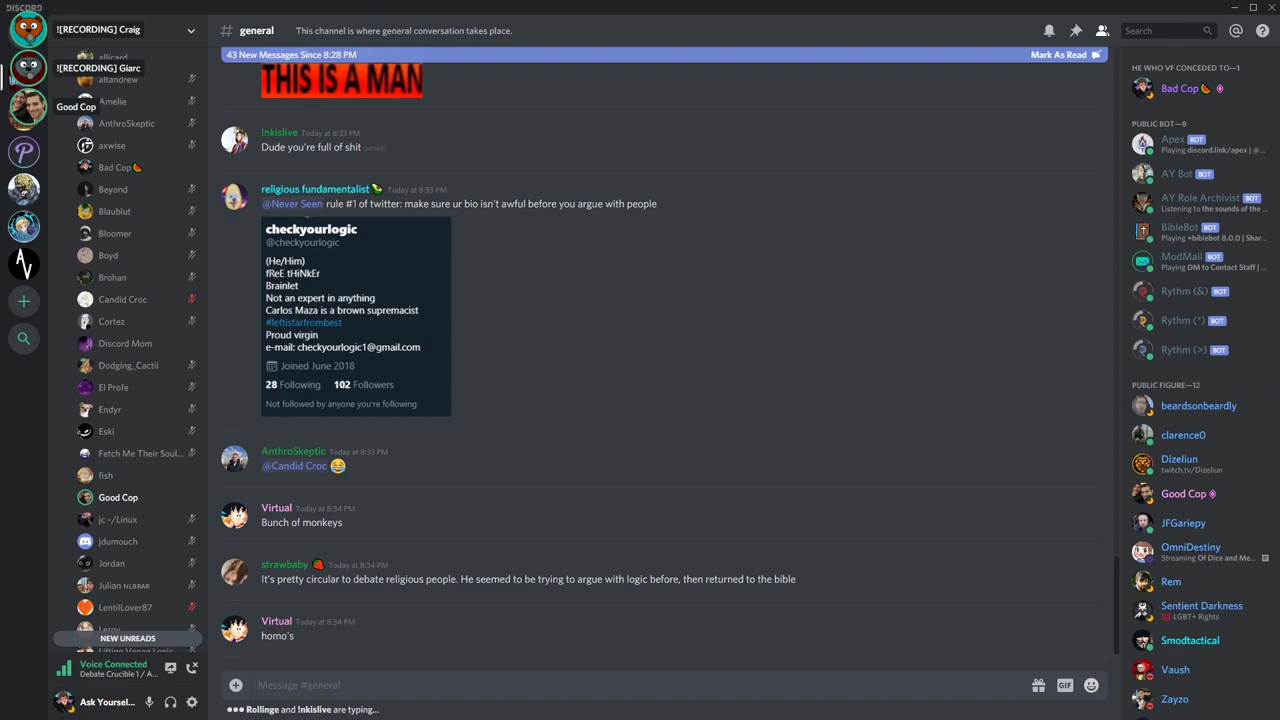 DISCORD
![RECORDING] Craig
![RECORDING] Giarc
Good Cop
allicard
altandrew
Amelie
AnthroSkeptic
axwise
Bad Cop🍉
Beyond
Blaublut
Bloomer
Boyd
Brohan
Candid Croc
Cortez
Discord Mom
Dodging_Cactii
El Profe
Endyr
Eski
Fetch Me Their Soul...
fish
Good Cop
jc ~/Linux
jdumouch
Jordan
Julian NLBRAR
LentilLover87
Leroy
NEW UNREADS
Lifting Vegan Logic
Voice Connected
Debate Crucible 1 / A...
Ask Yoursel...
# general
This channel is where general conversation takes place.
Search
43 New Messages Since 8:28 PM
Mark As Read
THIS IS A MAN
!nkislive Today at 8:33 PM
Dude you're full of shit (edited)
religious fundamentalist Today at 8:33 PM
@Never Seen rule #1 of twitter: make sure ur bio isn't awful before you argue with people
checkyourlogic
@checkyourlogic
(He/Him)
fReE tHiNkEr
Brainlet
Not an expert in anything
Carlos Maza is a brown supremacist
#leftisfarfrombest
Proud virgin
e-mail: checkyourlogic1@gmail.com
Joined June 2018
28 Following 102 Followers
Not followed by anyone you're following
AnthroSkeptic Today at 8:33 PM
@Candid Croc 😂
Virtual Today at 8:34 PM
Bunch of monkeys
strawbaby 🍓 Today at 8:34 PM
It's pretty circular to debate religious people. He seemed to be trying to argue with logic before, then returned to the bible
Virtual Today at 8:34 PM
homo's
Message #general
GIF
Rollinge and !nkislive are typing...
HE WHO VF CONCEDED TO—1
Bad Cop🍉
PUBLIC BOT—8
Apex BOT
Playing discord.link/apex | @...
AY Bot BOT
AY Role Archivist BOT
Listening to the sounds of the ...
BibleBot BOT
Playing +biblebot 8.0.0 | Shar...
ModMail BOT
Playing DM to Contact Staff | ...
Rythm (&) BOT
Rythm (*) BOT
Rythm (>) BOT
PUBLIC FIGURE—12
beardsonbeardly
clarence0
Dizeliun
twitch.tv/Dizeliun
Good Cop
JFGariepy
OmniDestiny
Streaming Of Dice and Me...
Rem
Sentient Darkness
LGBT+ Rights
Smodtactical
Vaush
Zayzo